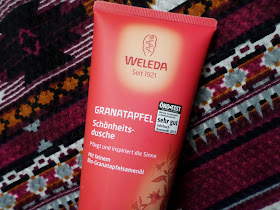 WELEDA
Seit 1921
GRANATAPFEL
Schönheits-
dusche
Pflegt und inspiriert die Sinne
Mit feinem
Bio-Granatapfelsamenöl
ÖKO-TEST
sehr gut